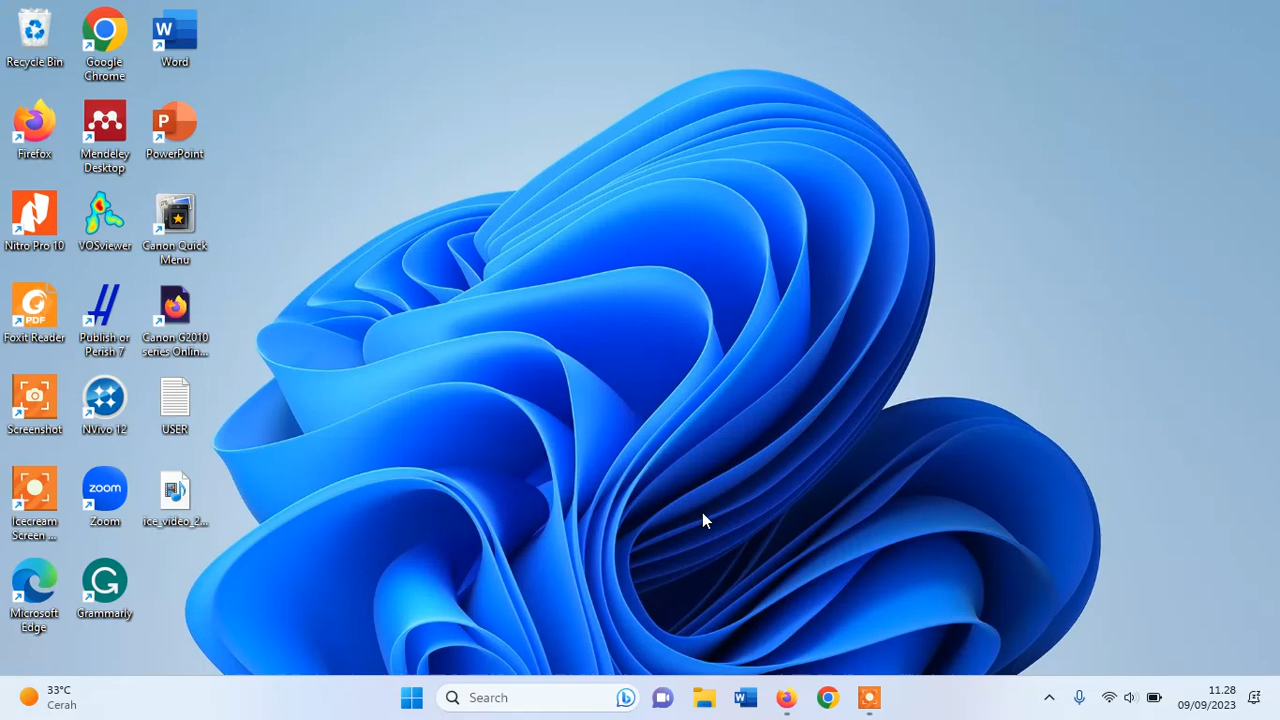 Recycle Bin
Google
Chrome
Word
Firefox
Mendeley
Desktop
PowerPoint
Nitro Pro 10
VOSviewer
Canon Quick
Menu
Foxit Reader
Publish or
Perish 7
Canon G2010
series Onlin...
Screenshot
NVivo 12
USER
Icecream
Screen ...
Zoom
ice_video_2...
Microsoft
Edge
Grammarly
W
P
PDF
zoom
33°C
Cerah
Search
W
11.28
09/09/2023